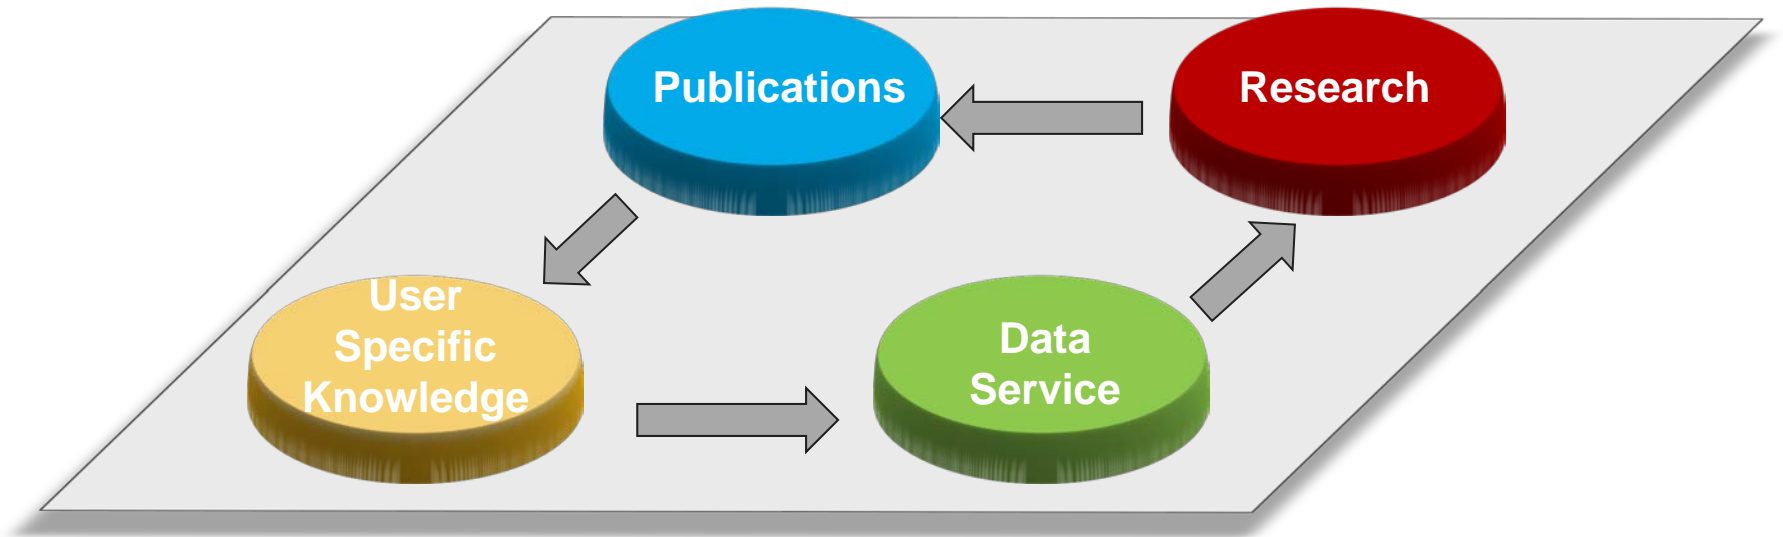 Publications
Research
User
Specific
Knowledge
Data
Service